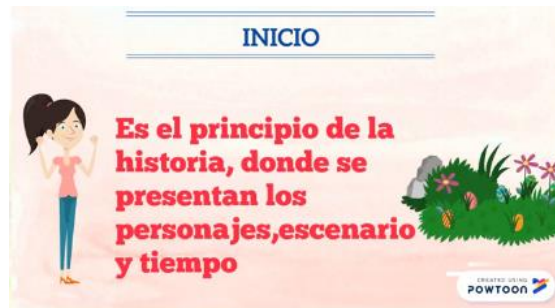 INICIO
Es el principio de la
historia, donde se
presentan los
personajes,escenario
y tiempo
CREATED USING
POWTOON